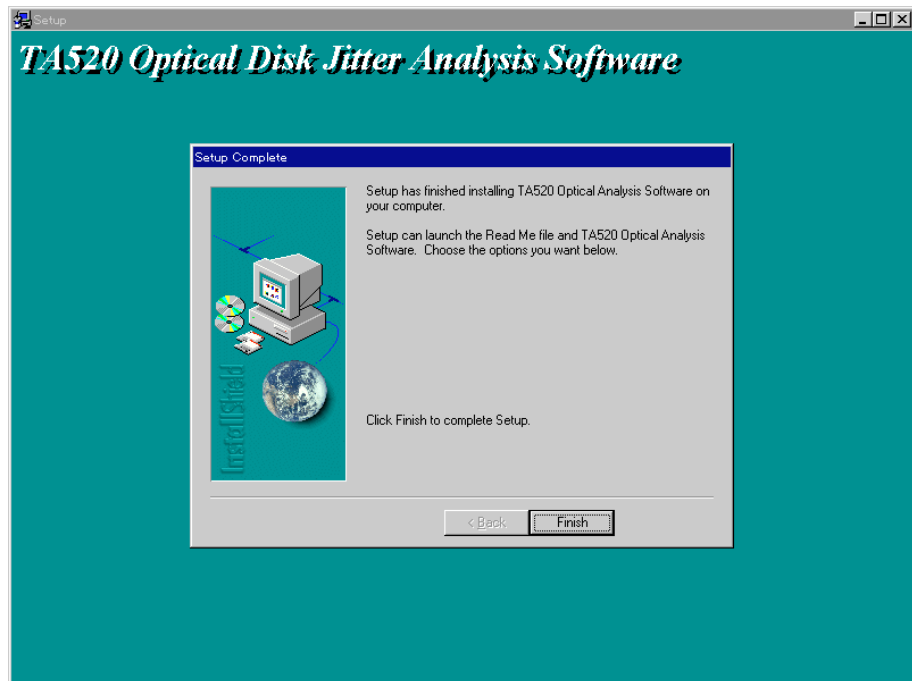 Setup
TA520 Optical Disk Jitter Analysis Software
Setup Complete
Setup has finished installing TA520 Optical Analysis Software on
your computer.
Setup can launch the Read Me file and TA520 Optical Analysis
Software. Choose the options you want below.
InstallShield
Click Finish to complete Setup.
< Back
Finish